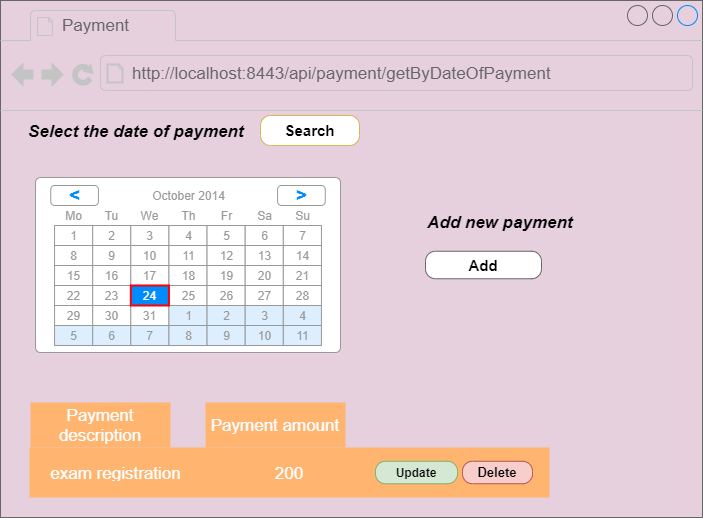 Payment
http://localhost:8443/api/payment/getByDateOfPayment
Select the date of payment Search
< October 2014 >
Mo Tu We Th Fr Sa Su
1 2 3 4 5 6 7
8 9 10 11 12 13 14
15 16 17 18 19 20 21
22 23 24 25 26 27 28
29 30 31 1 2 3 4
5 6 7 8 9 10 11
Add new payment
Add
Payment
description
Payment amount
exam registration 200 Update Delete